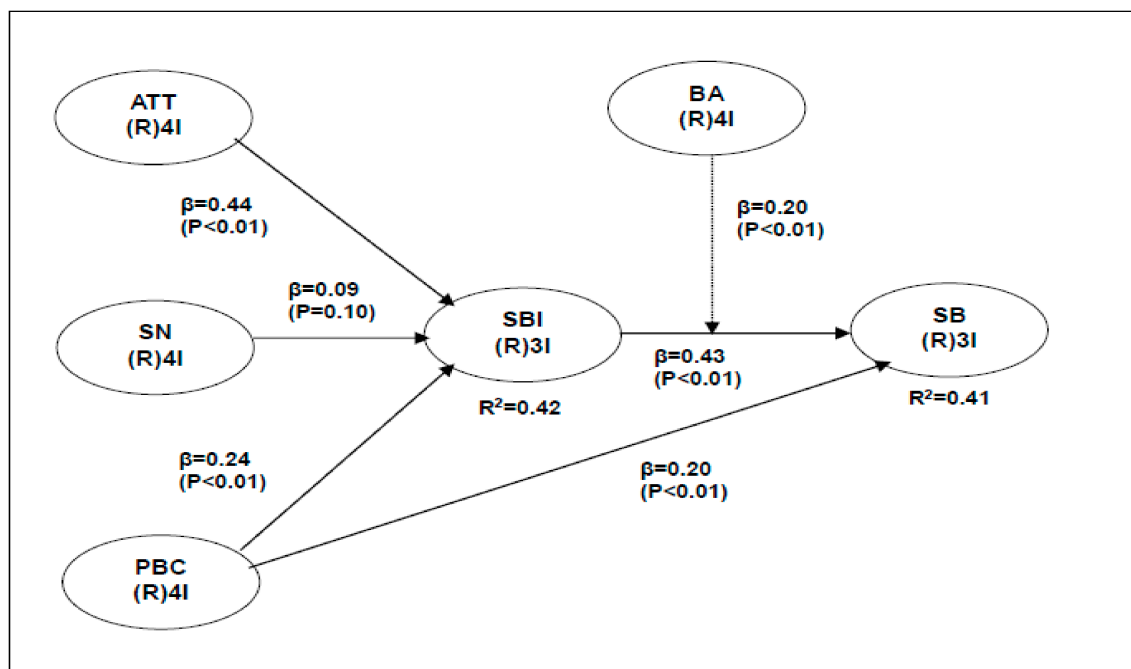 ATT
(R)4I
BA
(R)4I
β=0.44
(P<0.01)
β=0.20
(P<0.01)
β=0.09
(P=0.10)
SN
(R)4I
SBI
(R)3I
SB
(R)3I
β=0.43
(P<0.01)
R²=0.42
R²=0.41
β=0.24
(P<0.01)
β=0.20
(P<0.01)
PBC
(R)4I